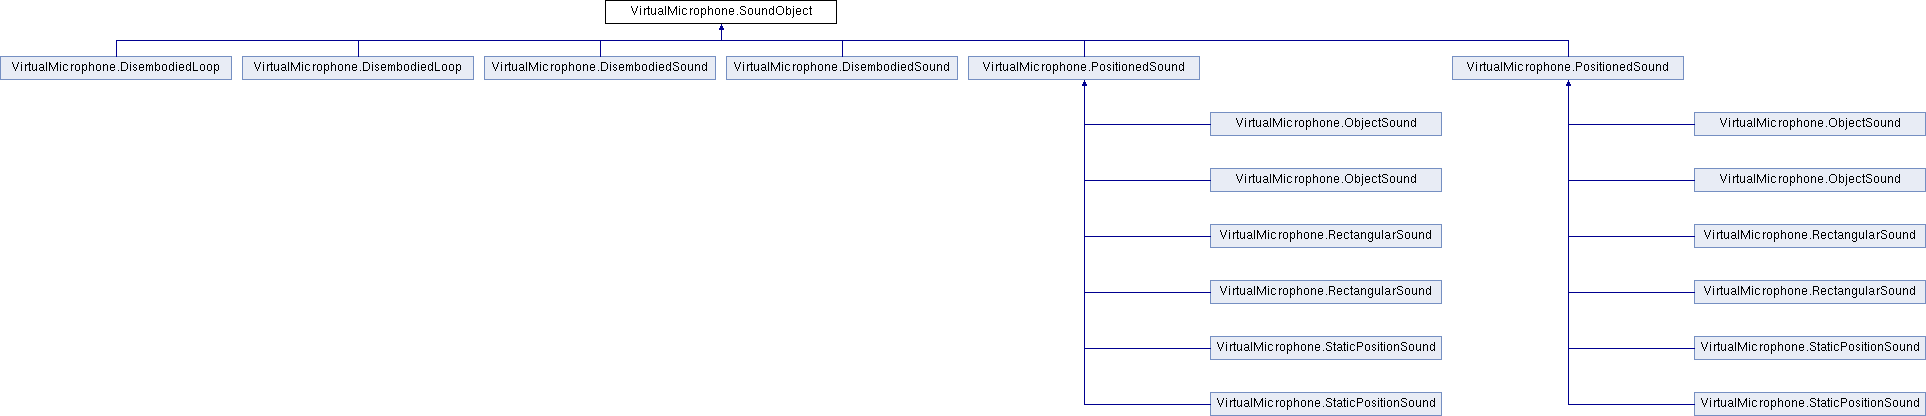 VirtualMicrophone.SoundObject
VirtualMicrophone.DisembodiedLoop
VirtualMicrophone.DisembodiedLoop
VirtualMicrophone.DisembodiedSound
VirtualMicrophone.DisembodiedSound
VirtualMicrophone.PositionedSound
VirtualMicrophone.PositionedSound
VirtualMicrophone.ObjectSound
VirtualMicrophone.ObjectSound
VirtualMicrophone.ObjectSound
VirtualMicrophone.ObjectSound
VirtualMicrophone.RectangularSound
VirtualMicrophone.RectangularSound
VirtualMicrophone.RectangularSound
VirtualMicrophone.RectangularSound
VirtualMicrophone.StaticPositionSound
VirtualMicrophone.StaticPositionSound
VirtualMicrophone.StaticPositionSound
VirtualMicrophone.StaticPositionSound